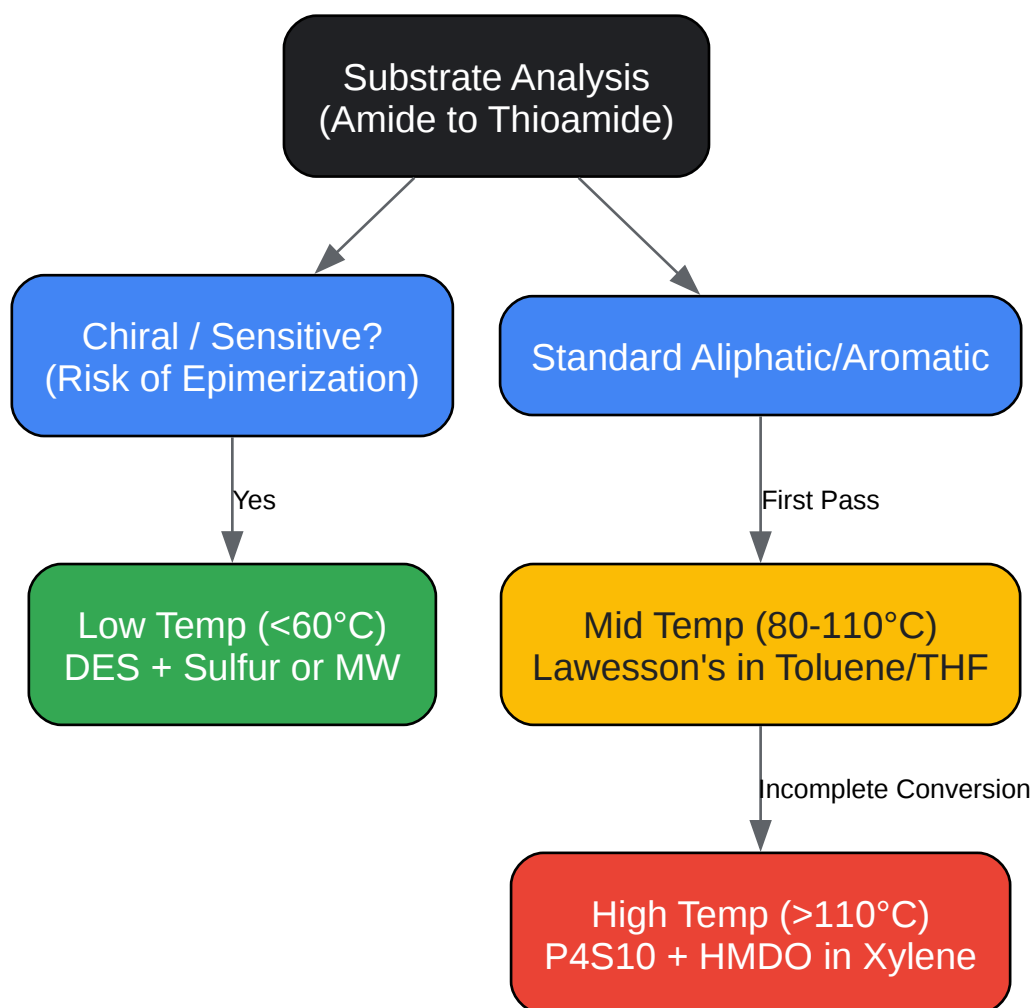 Substrate Analysis
(Amide to Thioamide)
Chiral / Sensitive?
(Risk of Epimerization)
Standard Aliphatic/Aromatic
Yes
First Pass
Low Temp (<60°C)
DES + Sulfur or MW
Mid Temp (80-110°C)
Lawesson's in Toluene/THF
Incomplete Conversion
High Temp (>110°C)
P4S10 + HMDO in Xylene